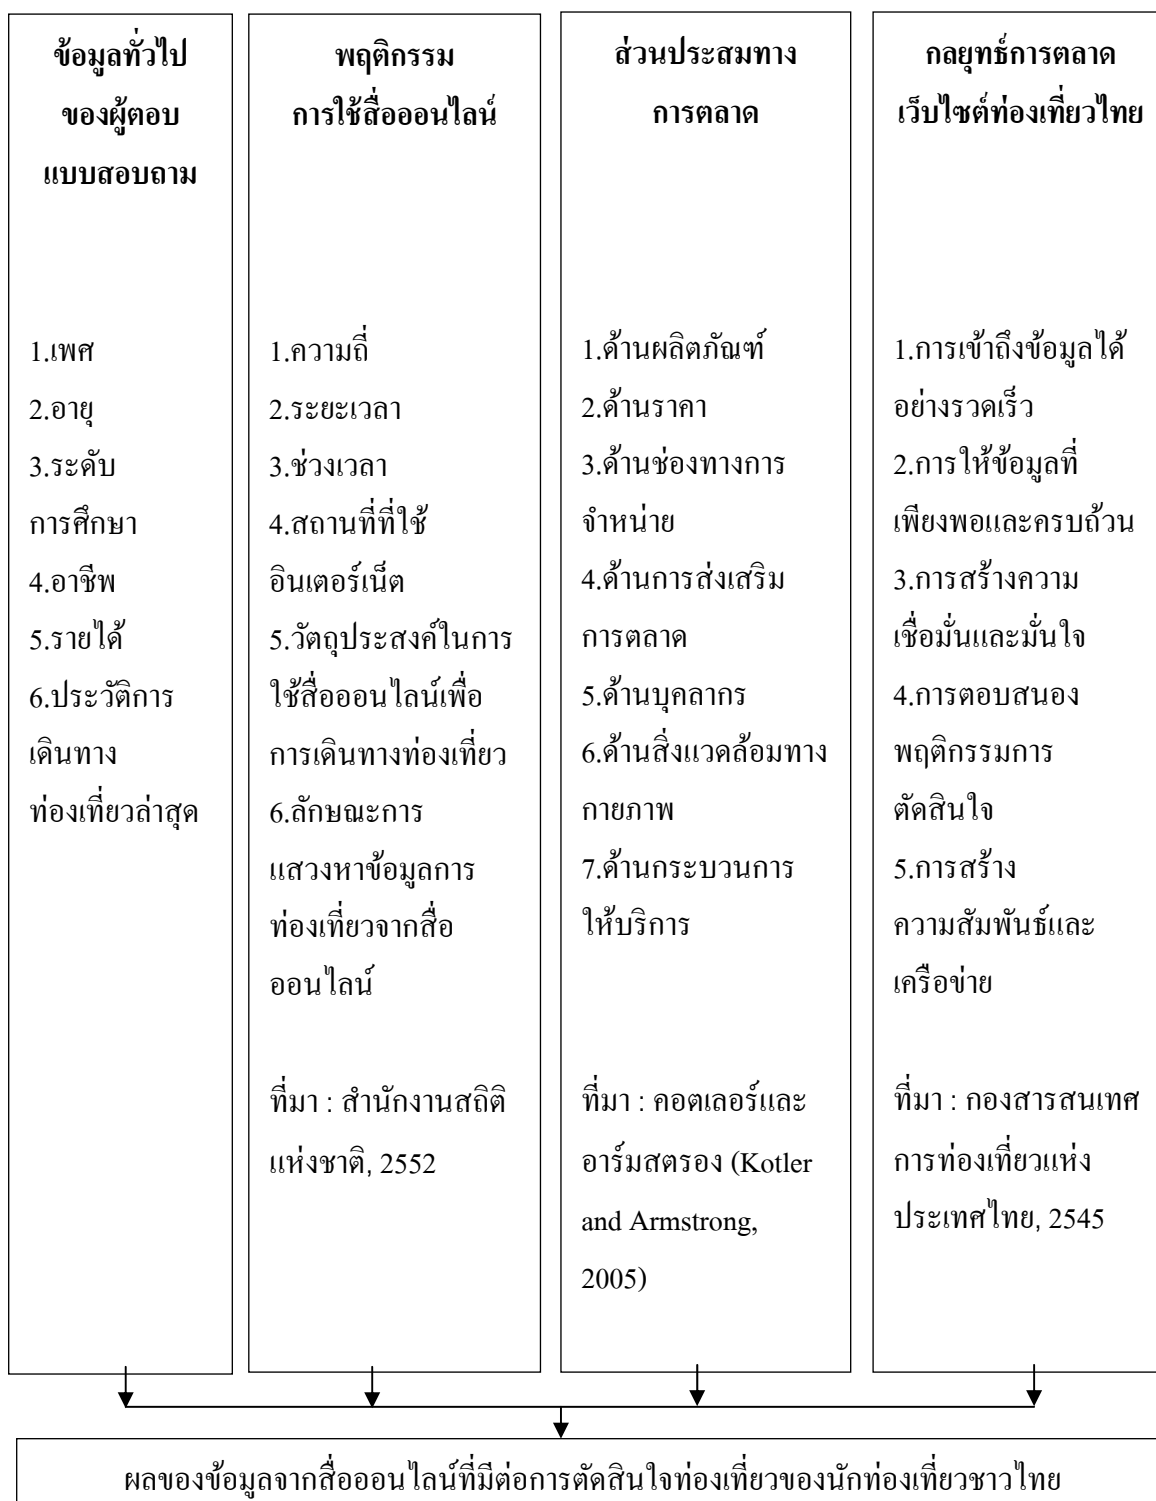 ข้อมูลทั่วไป
ของผู้ตอบ
แบบสอบถาม
1.เพศ
2.อายุ
3.ระดับ
การศึกษา
4.อาชีพ
5.รายได้
6.ประวัติการ
เดินทาง
ท่องเที่ยวล่าสุด
พฤติกรรม
การใช้สื่อออนไลน์
1.ความถี่
2.ระยะเวลา
3.ช่วงเวลา
4.สถานที่ที่ใช้
อินเตอร์เน็ต
5.วัตถุประสงค์ในการ
ใช้สื่อออนไลน์เพื่อ
การเดินทางท่องเที่ยว
6.ลักษณะการ
แสวงหาข้อมูลการ
ท่องเที่ยวจากสื่อ
ออนไลน์
ที่มา : สำนักงานสถิติ
แห่งชาติ, 2552
ส่วนประสมทาง
การตลาด
1.ด้านผลิตภัณฑ์
2.ด้านราคา
3.ด้านช่องทางการ
จำหน่าย
4.ด้านการส่งเสริม
การตลาด
5.ด้านบุคลากร
6.ด้านสิ่งแวดล้อมทาง
กายภาพ
7.ด้านกระบวนการ
ให้บริการ
ที่มา : คอตเลอร์และ
อาร์มสตรอง (Kotler
and Armstrong,
2005)
กลยุทธ์การตลาด
เว็บไซต์ท่องเที่ยวไทย
1.การเข้าถึงข้อมูลได้
อย่างรวดเร็ว
2.การให้ข้อมูลที่
เพียงพอและครบถ้วน
3.การสร้างความ
เชื่อมั่นและมั่นใจ
4.การตอบสนอง
พฤติกรรมการ
ตัดสินใจ
5.การสร้าง
ความสัมพันธ์และ
เครือข่าย
ที่มา : กองสารสนเทศ
การท่องเที่ยวแห่ง
ประเทศไทย, 2545
ผลของข้อมูลจากสื่อออนไลน์ที่มีต่อการตัดสินใจท่องเที่ยวของนักท่องเที่ยวชาวไทย